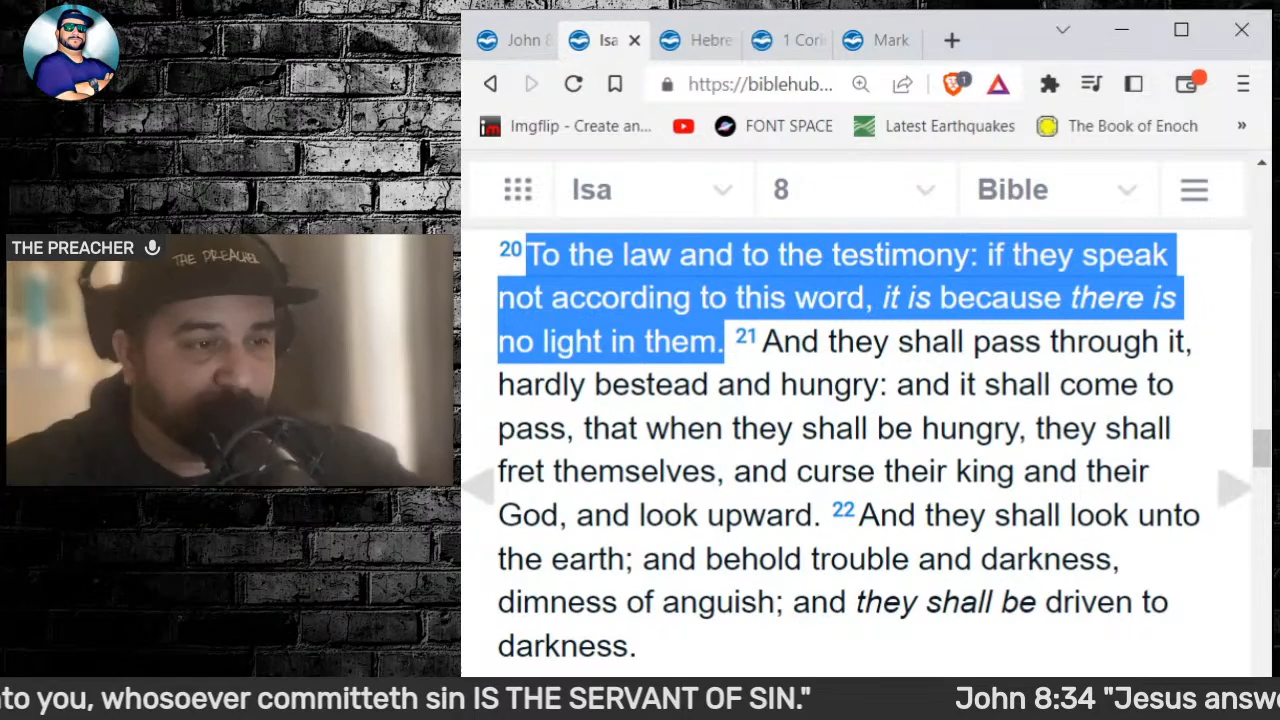 John 8
Isa
Hebre
1 Cor
Mark
https://biblehub...
1
im
Imgflip - Create an...
FONT SPACE
Latest Earthquakes
The Book of Enoch
»
Isa
8
Bible
THE PREACHER
THE PREACHER
20 To the law and to the testimony: if they speak
not according to this word, it is because there is
no light in them. 21 And they shall pass through it,
hardly bestead and hungry: and it shall come to
pass, that when they shall be hungry, they shall
fret themselves, and curse their king and their
God, and look upward. 22 And they shall look unto
the earth; and behold trouble and darkness,
dimness of anguish; and they shall be driven to
darkness.
nto you, whosoever committeth sin IS THE SERVANT OF SIN."
John 8:34 "Jesus answe